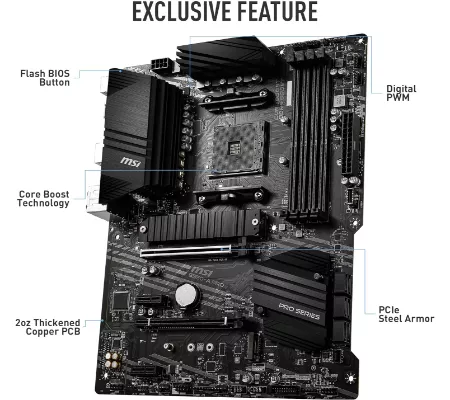 EXCLUSIVE FEATURE
Flash BIOS
Button
Digital
PWM
msi
Core Boost
Technology
msi
PRO SERIES
PCIe
Steel Armor
2oz Thickened
Copper PCB